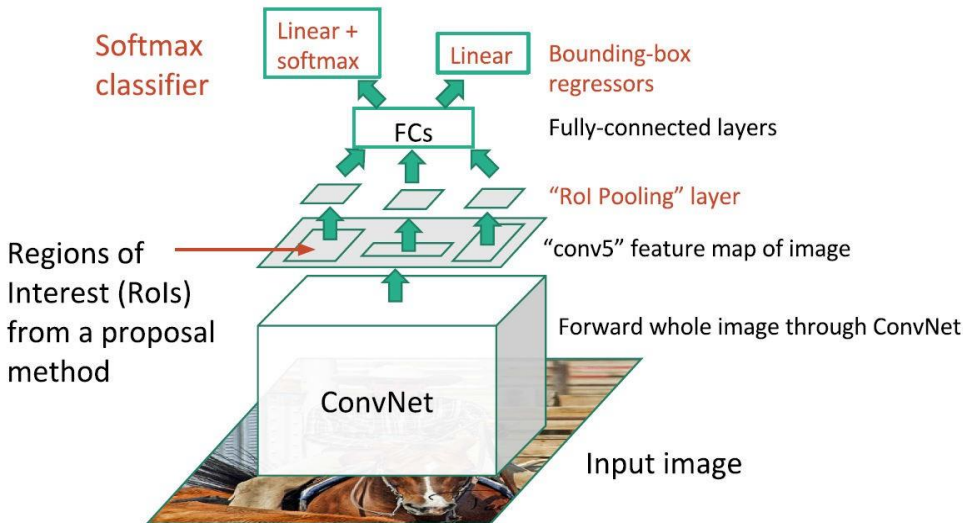 Softmax
classifier
Linear +
softmax
Linear
Bounding-box
regressors
FCs
Fully-connected layers
“RoI Pooling” layer
Regions of
Interest (RoIs)
from a proposal
method
“conv5” feature map of image
Forward whole image through ConvNet
ConvNet
Input image